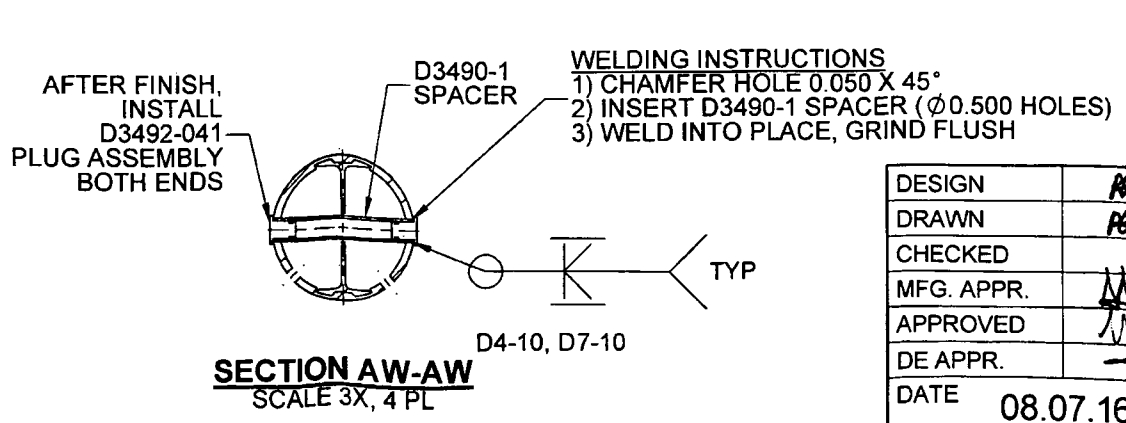 AFTER FINISH,
INSTALL
D3492-041
PLUG ASSEMBLY
BOTH ENDS
D3490-1
SPACER
WELDING INSTRUCTIONS
1) CHAMFER HOLE 0.050 X 45°
2) INSERT D3490-1 SPACER (∅0.500 HOLES)
3) WELD INTO PLACE, GRIND FLUSH
TYP
D4-10, D7-10
SECTION AW-AW
SCALE 3X, 4 PL
DESIGN
DRAWN
CHECKED
MFG. APPR.
APPROVED
DE APPR. —
DATE 08.07.16